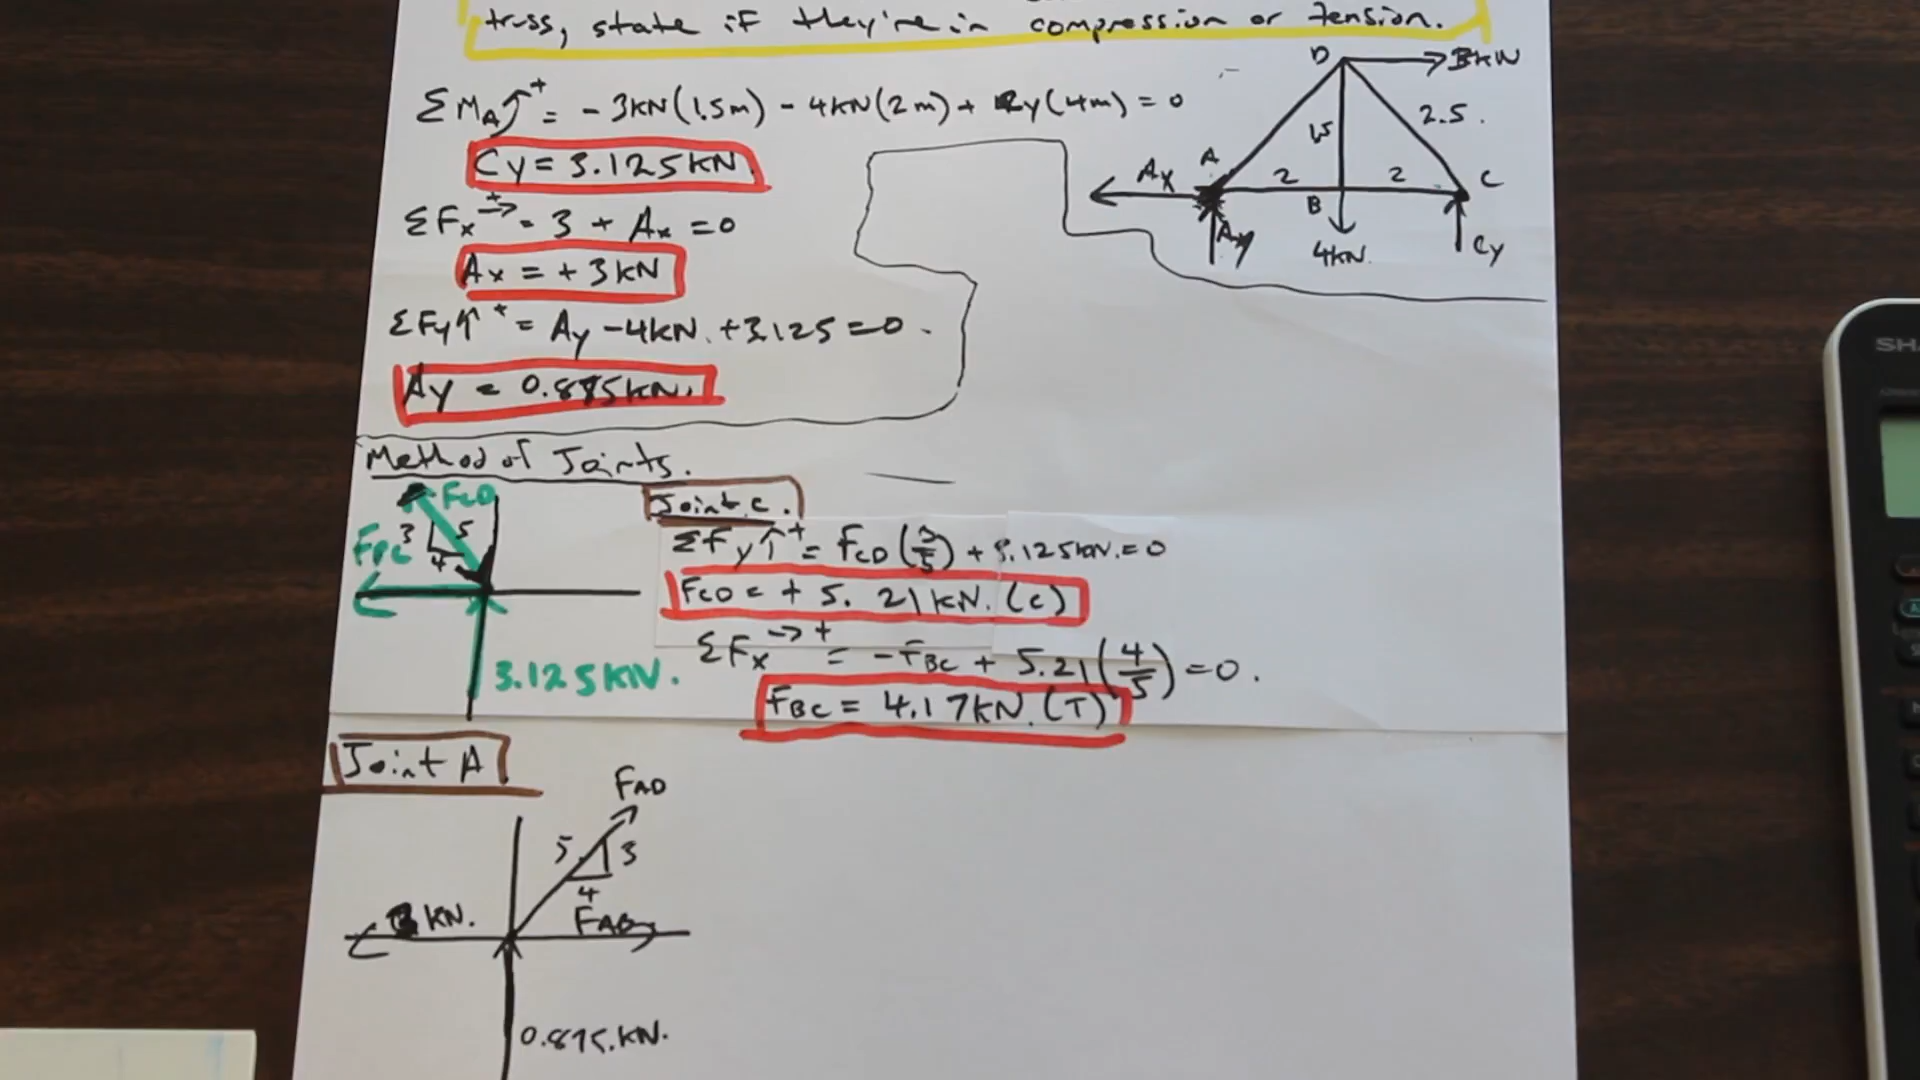 truss, state if they're in compression or tension.
D
3KN
ΣMA + = - 3KN(1.5m) - 4KN(2m) + Cy(4m) = 0
1.5
2.5.
Cy = 3.125KN.
Ax
A
2
2
C
B
Ay
4KN.
Cy
ΣFx → + = 3 + Ax = 0
Ax = + 3KN
ΣFy↑ + = Ay - 4KN. + 3.125 = 0.
Ay = 0.875KN.
Method of Joints.
FCD
3
5
4
FBC
3.125KN.
Joint C.
ΣFy↑ + = FCD(3/5) + 3.125KN. = 0
FCD = + 5.21KN. (C)
ΣFx → + = - FBC + 5.21(4/5) = 0.
FBC = 4.17KN. (T)
Joint A
FAD
5
3
4
3 KN.
FAB
0.875.KN.
SHA